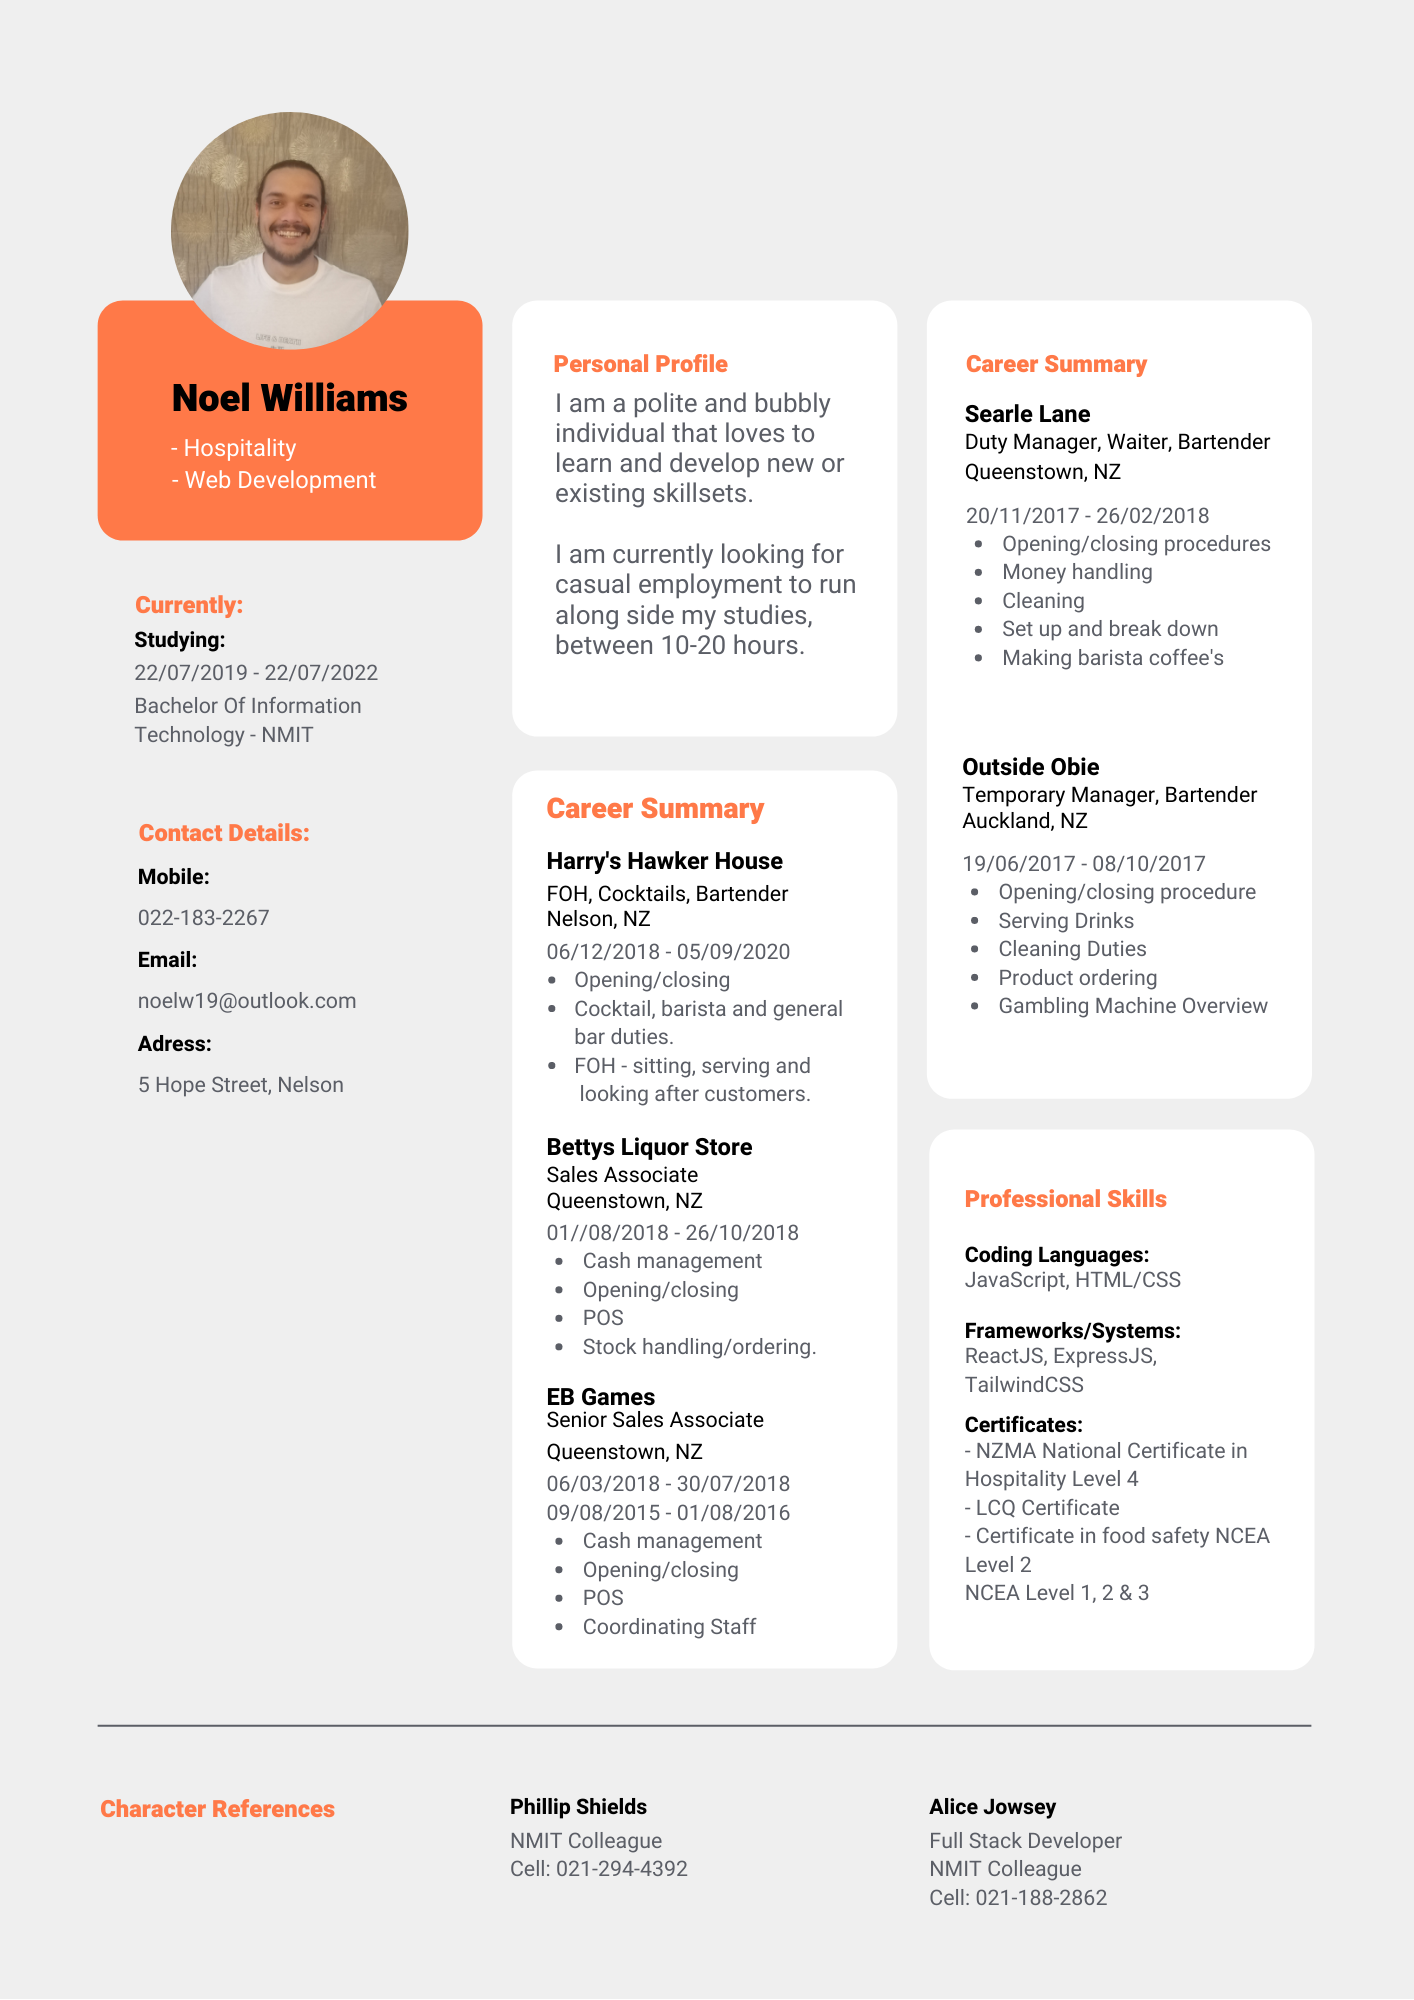 Noel Williams
- Hospitality
- Web Development
Currently:
Studying:
22/07/2019 - 22/07/2022
Bachelor Of Information
Technology - NMIT
Contact Details:
Mobile:
022-183-2267
Email:
noelw19@outlook.com
Adress:
5 Hope Street, Nelson
Personal Profile
I am a polite and bubbly
individual that loves to
learn and develop new or
existing skillsets.
I am currently looking for
casual employment to run
along side my studies,
between 10-20 hours.
Career Summary
Harry's Hawker House
FOH, Cocktails, Bartender
Nelson, NZ
06/12/2018 - 05/09/2020
• Opening/closing
• Cocktail, barista and general
bar duties.
• FOH - sitting, serving and
looking after customers.
Bettys Liquor Store
Sales Associate
Queenstown, NZ
01//08/2018 - 26/10/2018
• Cash management
• Opening/closing
• POS
• Stock handling/ordering.
EB Games
Senior Sales Associate
Queenstown, NZ
06/03/2018 - 30/07/2018
09/08/2015 - 01/08/2016
• Cash management
• Opening/closing
• POS
• Coordinating Staff
Career Summary
Searle Lane
Duty Manager, Waiter, Bartender
Queenstown, NZ
20/11/2017 - 26/02/2018
• Opening/closing procedures
• Money handling
• Cleaning
• Set up and break down
• Making barista coffee's
Outside Obie
Temporary Manager, Bartender
Auckland, NZ
19/06/2017 - 08/10/2017
• Opening/closing procedure
• Serving Drinks
• Cleaning Duties
• Product ordering
• Gambling Machine Overview
Professional Skills
Coding Languages:
JavaScript, HTML/CSS
Frameworks/Systems:
ReactJS, ExpressJS,
TailwindCSS
Certificates:
- NZMA National Certificate in
Hospitality Level 4
- LCQ Certificate
- Certificate in food safety NCEA
Level 2
NCEA Level 1, 2 & 3
Character References
Phillip Shields
NMIT Colleague
Cell: 021-294-4392
Alice Jowsey
Full Stack Developer
NMIT Colleague
Cell: 021-188-2862